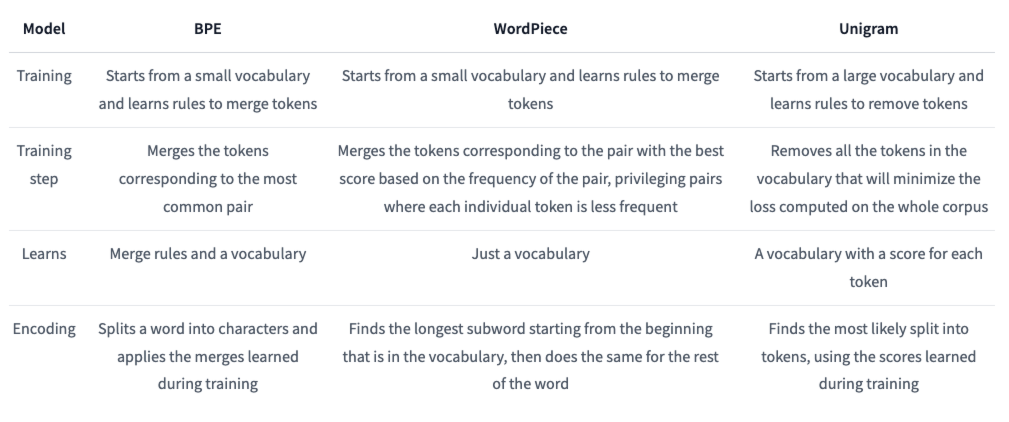 Model BPE WordPiece Unigram
Training Starts from a small vocabulary and learns rules to merge tokens Starts from a small vocabulary and learns rules to merge tokens Starts from a large vocabulary and learns rules to remove tokens
Training step Merges the tokens corresponding to the most common pair Merges the tokens corresponding to the pair with the best score based on the frequency of the pair, privileging pairs where each individual token is less frequent Removes all the tokens in the vocabulary that will minimize the loss computed on the whole corpus
Learns Merge rules and a vocabulary Just a vocabulary A vocabulary with a score for each token
Encoding Splits a word into characters and applies the merges learned during training Finds the longest subword starting from the beginning that is in the vocabulary, then does the same for the rest of the word Finds the most likely split into tokens, using the scores learned during training